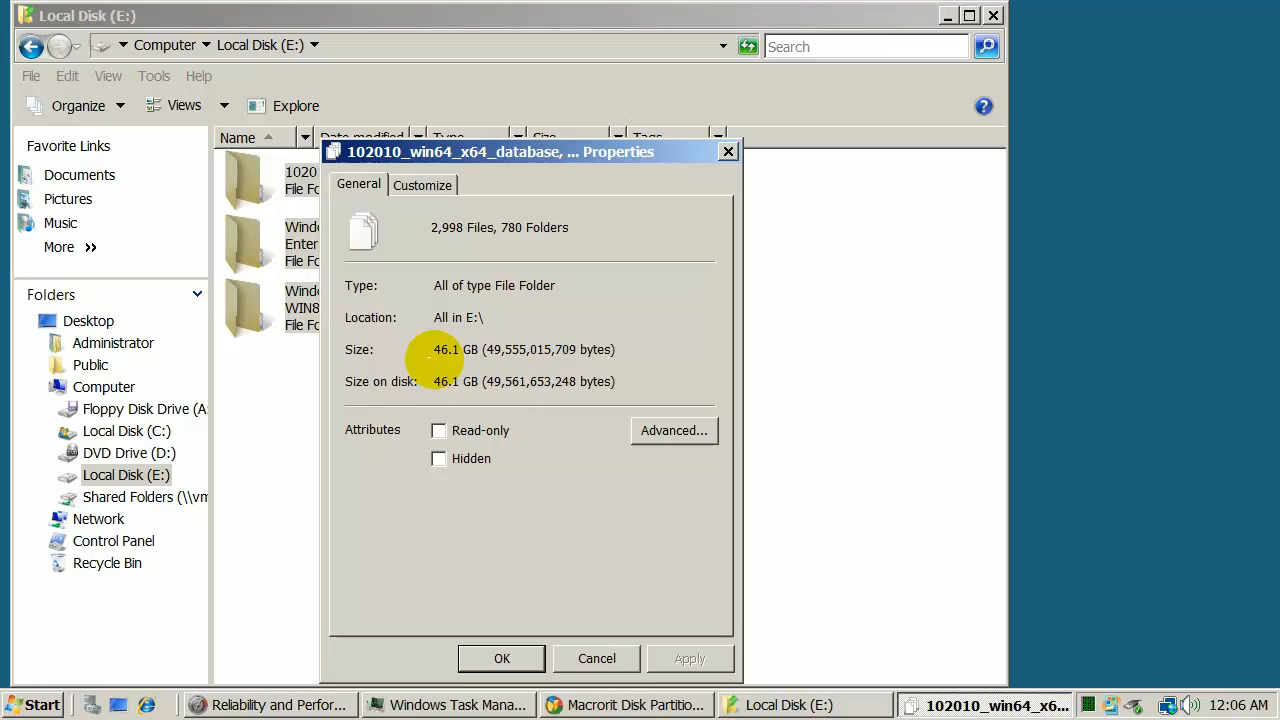 Local Disk (E:)
Computer Local Disk (E:) Search
File Edit View Tools Help
Organize Views Explore
Favorite Links
Documents
Pictures
Music
More »
Folders
Desktop
Administrator
Public
Computer
Floppy Disk Drive (A
Local Disk (C:)
DVD Drive (D:)
Local Disk (E:)
Shared Folders (\\vm
Network
Control Panel
Recycle Bin
Name Date modified Type Size Tags
1020
File Fo
Windo
Enter
File Fo
Windo
WIN8
File Fo
102010_win64_x64_database, ... Properties
General Customize
2,998 Files, 780 Folders
Type: All of type File Folder
Location: All in E:\
Size: 46.1 GB (49,555,015,709 bytes)
Size on disk: 46.1 GB (49,561,653,248 bytes)
Attributes Read-only Advanced...
Hidden
OK Cancel Apply
Start Reliability and Perfor... Windows Task Mana... Macrorit Disk Partitio... Local Disk (E:) 102010_win64_x6... 12:06 AM